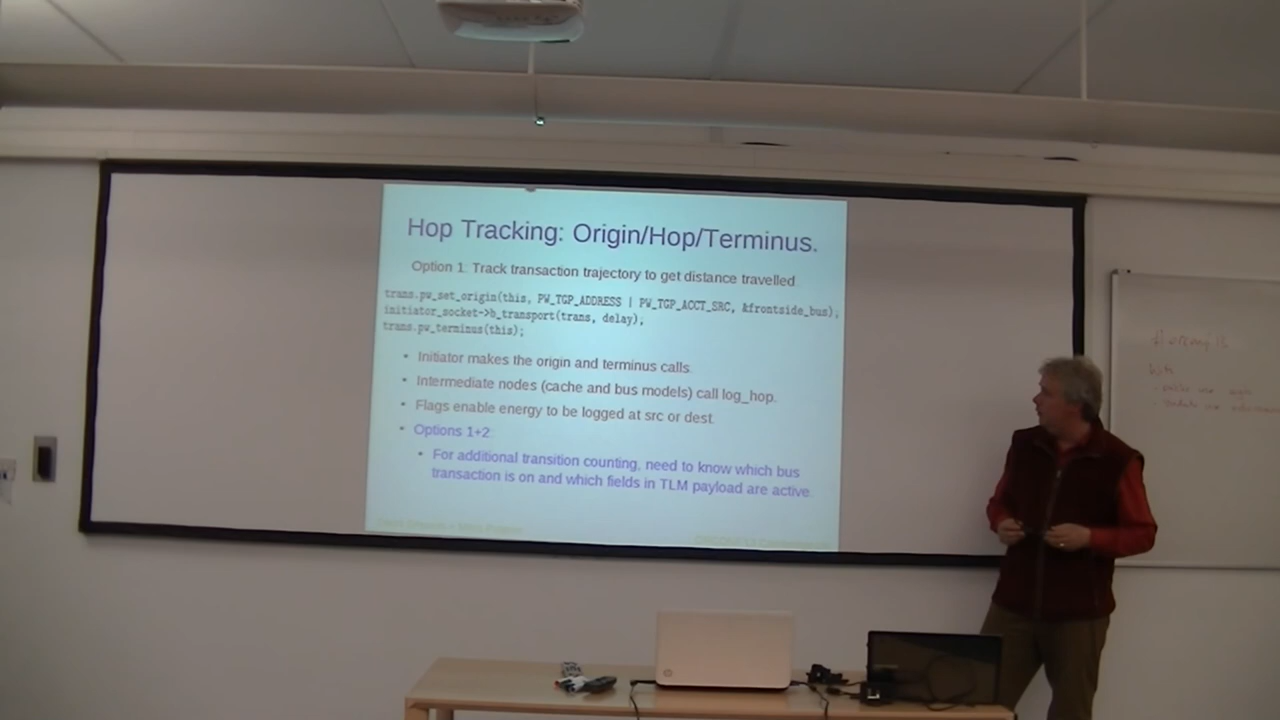 Hop Tracking: Origin/Hop/Terminus.
Option 1: Track transaction trajectory to get distance travelled
trans.pw_set_origin(this, PW_TGP_ADDRESS | PW_TGP_ACCT_SRC, &frontside_bus);
initiator_socket->b_transport(trans, delay);
trans.pw_terminus(this);
• Initiator makes the origin and terminus calls.
• Intermediate nodes (cache and bus models) call log_hop.
• Flags enable energy to be logged at src or dest.
• Options 1+2:
• For additional transition counting, need to know which bus
transaction is on and which fields in TLM payload are active.